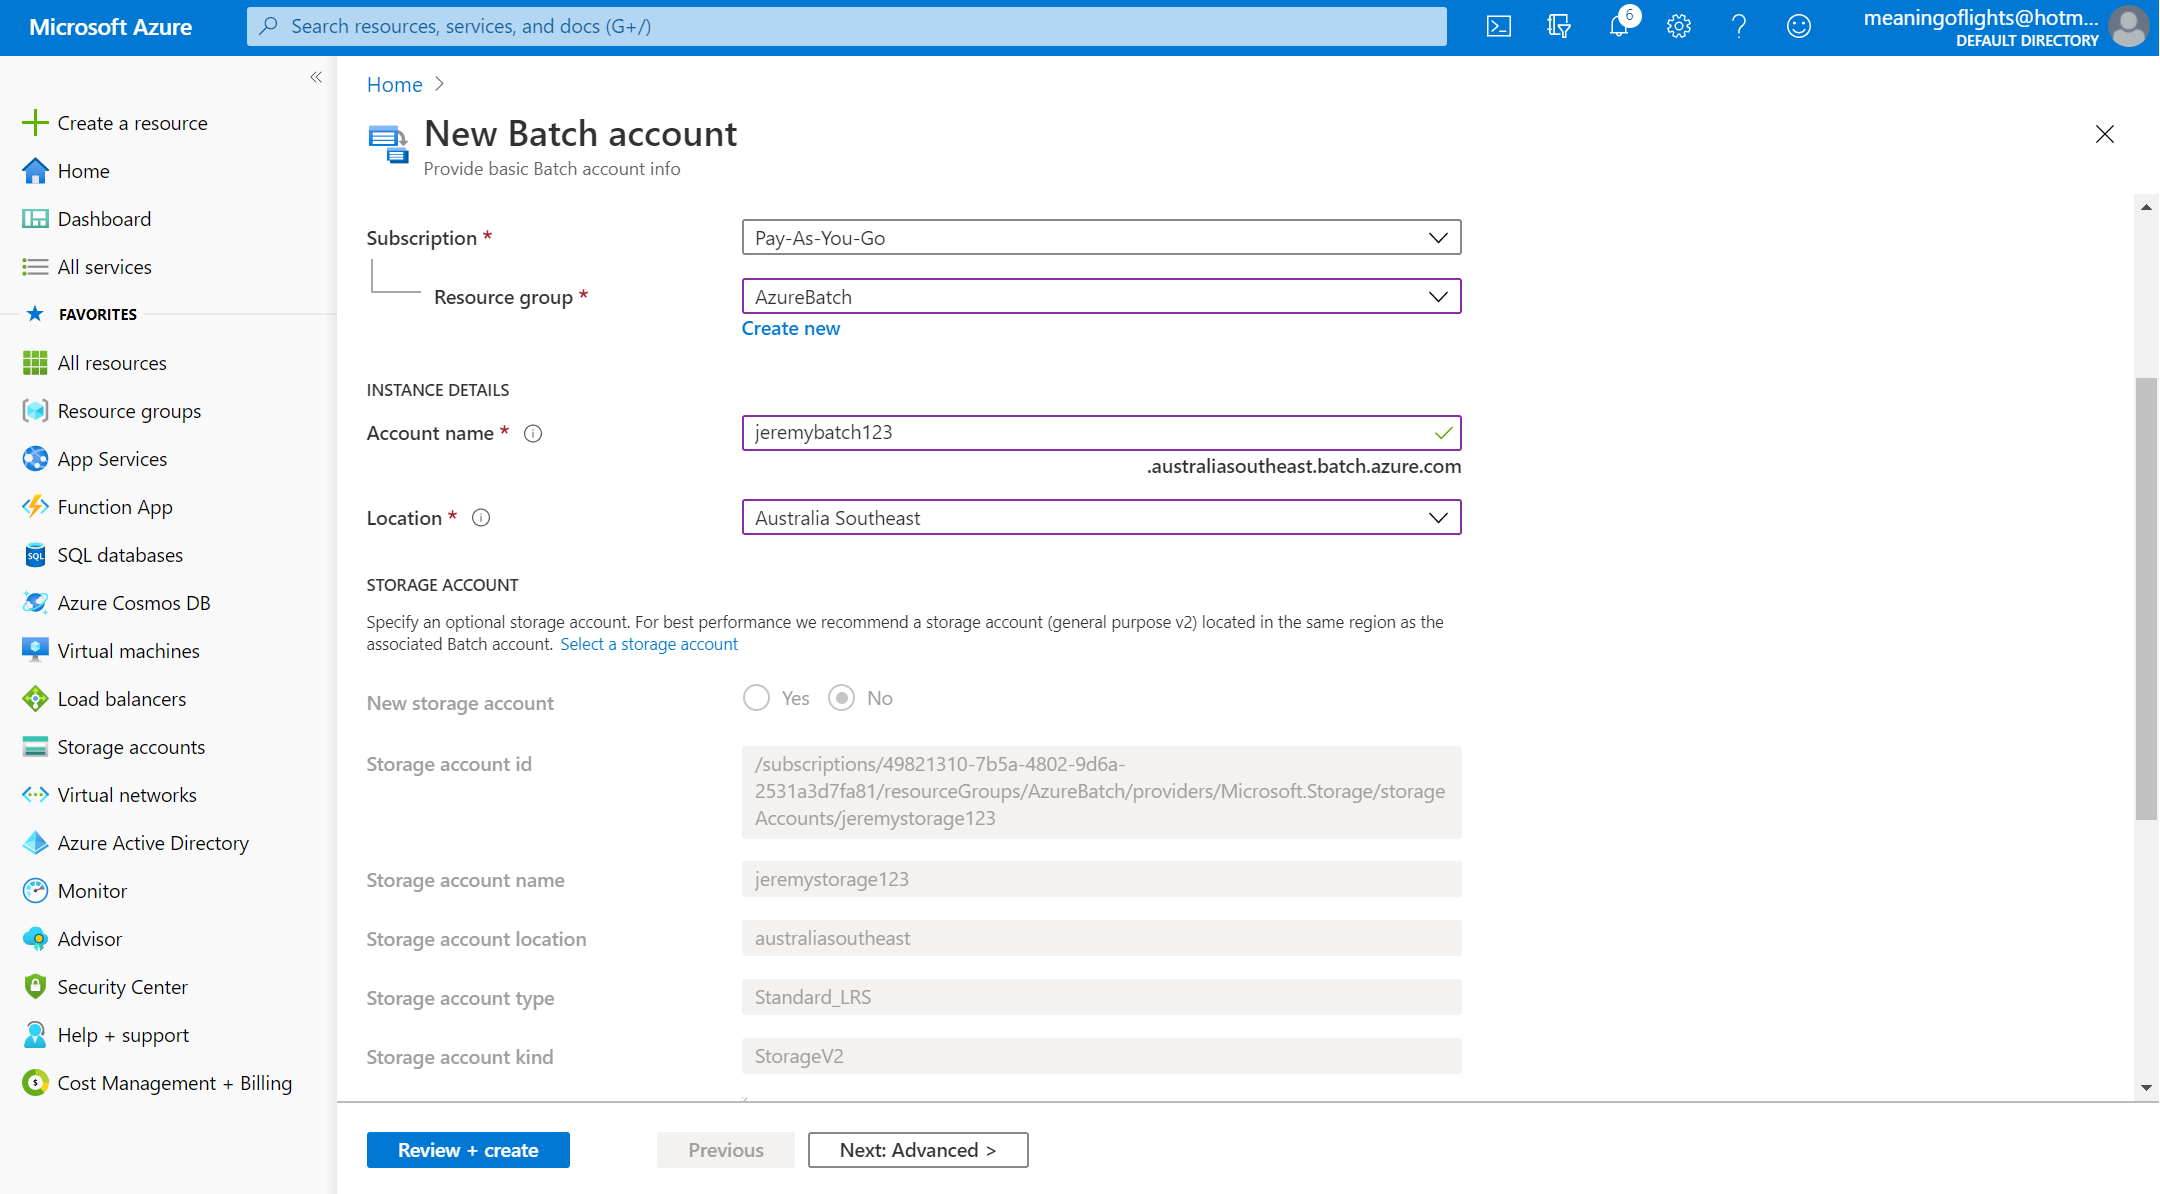 Microsoft Azure
Search resources, services, and docs (G+/)
6
meaningoflights@hotm...
DEFAULT DIRECTORY
Create a resource
Home
Dashboard
All services
FAVORITES
All resources
Resource groups
App Services
Function App
SQL
SQL databases
Azure Cosmos DB
Virtual machines
Load balancers
Storage accounts
Virtual networks
Azure Active Directory
Monitor
Advisor
Security Center
Help + support
Cost Management + Billing
Home >
New Batch account
Provide basic Batch account info
Subscription *
Pay-As-You-Go
Resource group *
AzureBatch
Create new
INSTANCE DETAILS
Account name *
jeremybatch123
.australiasoutheast.batch.azure.com
Location *
Australia Southeast
STORAGE ACCOUNT
Specify an optional storage account. For best performance we recommend a storage account (general purpose v2) located in the same region as the
associated Batch account. Select a storage account
New storage account
Yes No
Storage account id
/subscriptions/49821310-7b5a-4802-9d6a-
2531a3d7fa81/resourceGroups/AzureBatch/providers/Microsoft.Storage/storage
Accounts/jeremystorage123
Storage account name
jeremystorage123
Storage account location
australiasoutheast
Storage account type
Standard_LRS
Storage account kind
StorageV2
Review + create
Previous
Next: Advanced >